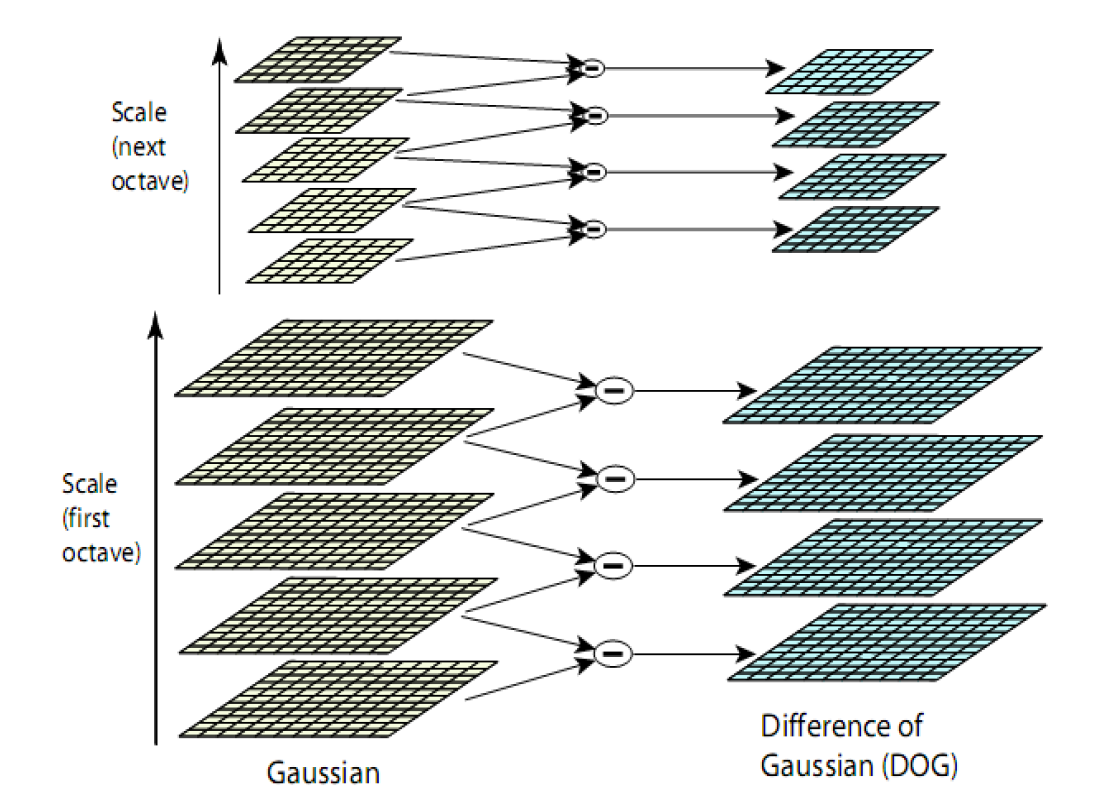 Scale
(next
octave)
Scale
(first
octave)
Gaussian
Difference of
Gaussian (DOG)